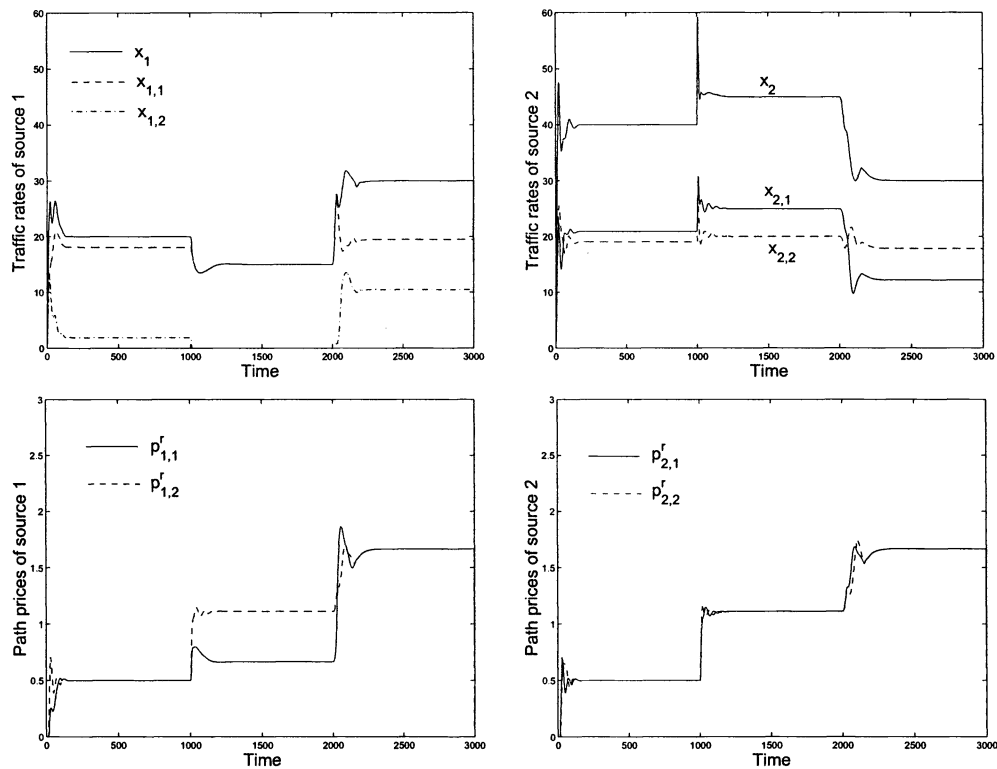 60
50
40
30
20
10
0
Traffic rates of source 1
x1
x1,1
x1,2
0 500 1000 1500 2000 2500 3000
Time
60
50
40
30
20
10
0
Traffic rates of source 2
x2
x2,1
x2,2
0 500 1000 1500 2000 2500 3000
Time
3
2.5
2
1.5
1
0.5
0
Path prices of source 1
p^r_1,1
p^r_1,2
0 500 1000 1500 2000 2500 3000
Time
3
2.5
2
1.5
1
0.5
0
Path prices of source 2
p^r_2,1
p^r_2,2
0 500 1000 1500 2000 2500 3000
Time